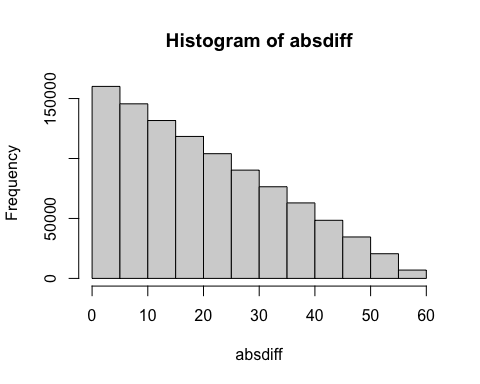 Histogram of absdiff
Frequency
150000
50000
0
0 10 20 30 40 50 60
absdiff